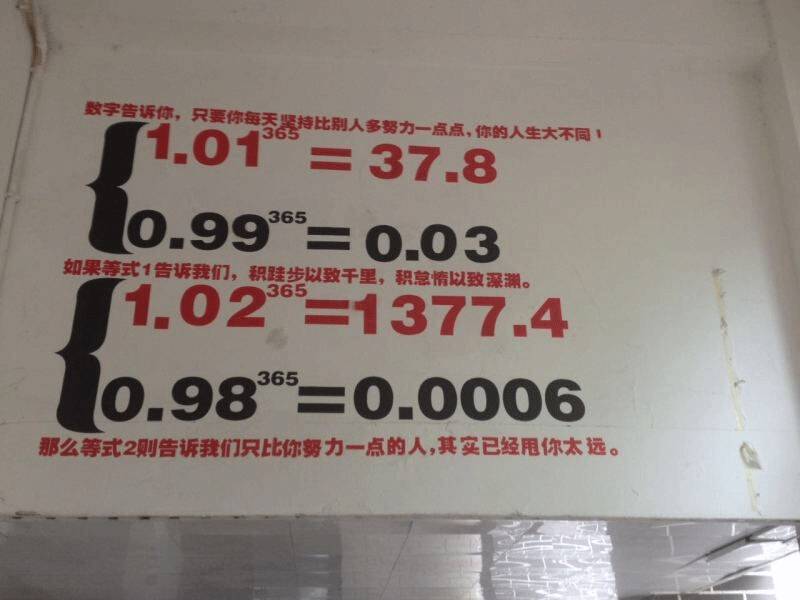 数字告诉你，只要你每天坚持比别人多努力一点点，你的人生大不同！
1.01³⁶⁵=37.8
0.99³⁶⁵=0.03
如果等式1告诉我们，积跬步以致千里，积怠惰以致深渊。
1.02³⁶⁵=1377.4
0.98³⁶⁵=0.0006
那么等式2则告诉我们只比你努力一点的人，其实已经甩你太远。